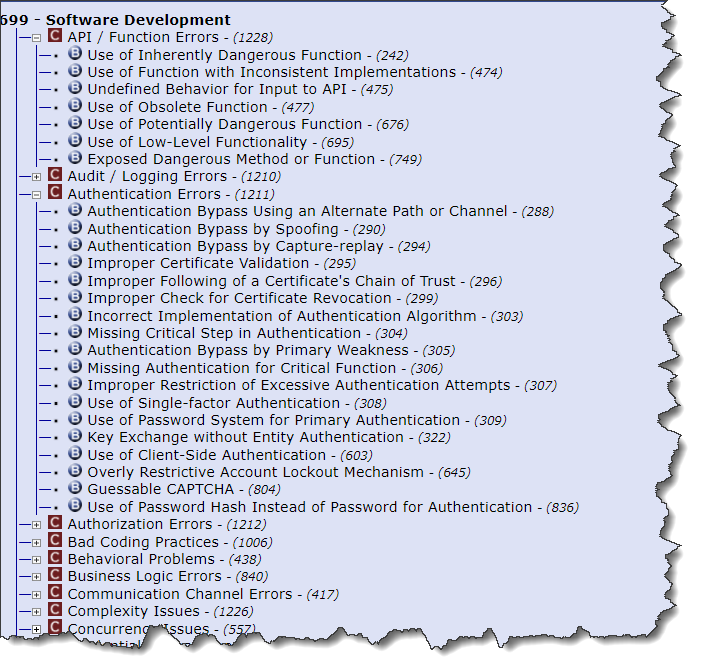 699 - Software Development
C API / Function Errors - (1228)
B Use of Inherently Dangerous Function - (242)
B Use of Function with Inconsistent Implementations - (474)
B Undefined Behavior for Input to API - (475)
B Use of Obsolete Function - (477)
B Use of Potentially Dangerous Function - (676)
B Use of Low-Level Functionality - (695)
B Exposed Dangerous Method or Function - (749)
C Audit / Logging Errors - (1210)
C Authentication Errors - (1211)
B Authentication Bypass Using an Alternate Path or Channel - (288)
B Authentication Bypass by Spoofing - (290)
B Authentication Bypass by Capture-replay - (294)
B Improper Certificate Validation - (295)
B Improper Following of a Certificate's Chain of Trust - (296)
B Improper Check for Certificate Revocation - (299)
B Incorrect Implementation of Authentication Algorithm - (303)
B Missing Critical Step in Authentication - (304)
B Authentication Bypass by Primary Weakness - (305)
B Missing Authentication for Critical Function - (306)
B Improper Restriction of Excessive Authentication Attempts - (307)
B Use of Single-factor Authentication - (308)
B Use of Password System for Primary Authentication - (309)
B Key Exchange without Entity Authentication - (322)
B Use of Client-Side Authentication - (603)
B Overly Restrictive Account Lockout Mechanism - (645)
B Guessable CAPTCHA - (804)
B Use of Password Hash Instead of Password for Authentication - (836)
C Authorization Errors - (1212)
C Bad Coding Practices - (1006)
C Behavioral Problems - (438)
C Business Logic Errors - (840)
C Communication Channel Errors - (417)
C Complexity Issues - (1226)
C Concurrency Issues - (557)